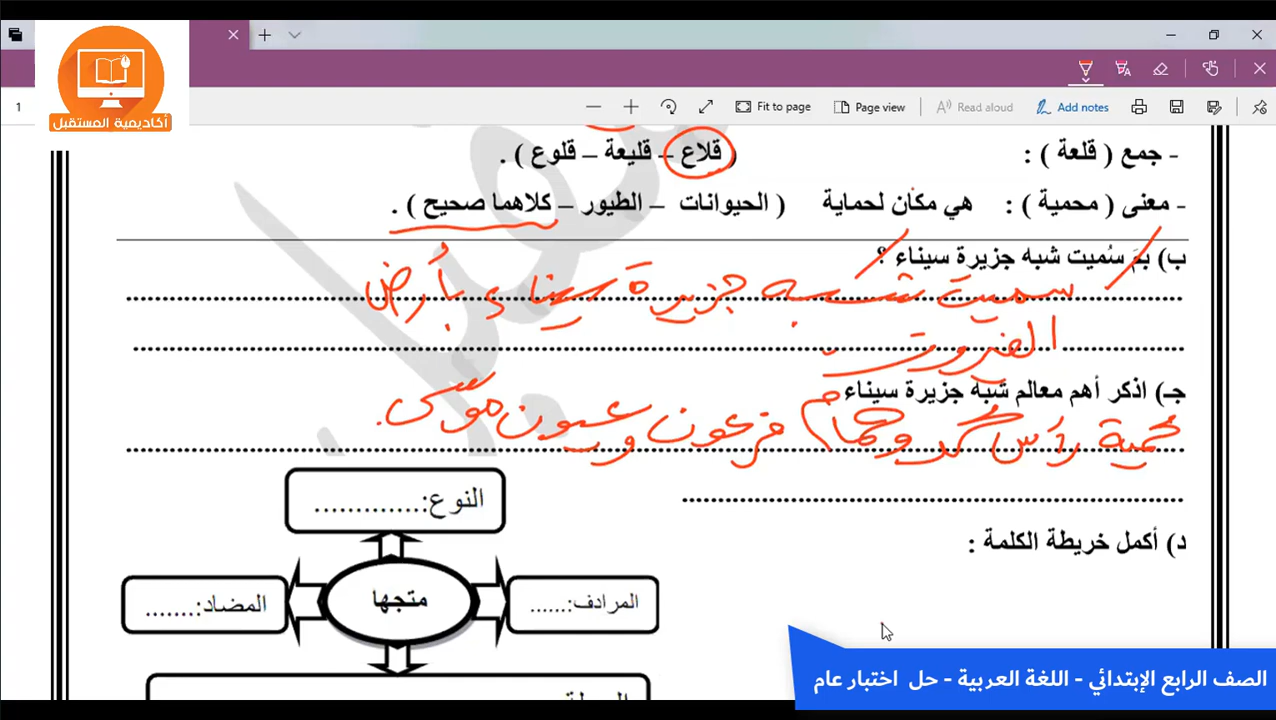 أكاديمية المستقبل
1
Fit to page
Page view
Read aloud
Add notes
- جمع ( قلعة ) : ( قلاع – قليعة – قلوع ) .
- معنى ( محمية ) : هي مكان لحماية ( الحيوانات – الطيور – كلاهما صحيح ) .
ب) بمَ سُميت شبه جزيرة سيناء ؟
سميت شبه جزيرة سيناء بأرض
الفيروز
جـ) اذكر أهم معالم شبه جزيرة سيناء
محمية رأس محمد وحمام فرعون وعيون موسى .
د) أكمل خريطة الكلمة :
النوع:..............
المرادف:......
متجها
المضاد:.......
الصف الرابع الإبتدائي - اللغة العربية - حل اختبار عام